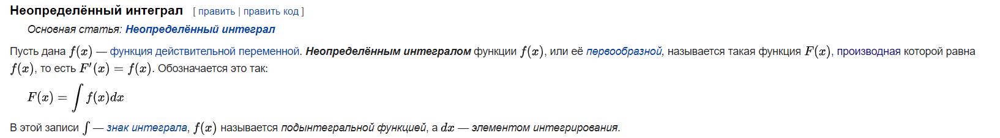 Неопределённый интеграл [ править | править код ]
Основная статья: Неопределённый интеграл
Пусть дана f(x) — функция действительной переменной. Неопределённым интегралом функции f(x), или её первообразной, называется такая функция F(x), производная которой равна
f(x), то есть F′(x) = f(x). Обозначается это так:
F(x) = ∫ f(x)dx
В этой записи ∫ — знак интеграла, f(x) называется подынтегральной функцией, а dx — элементом интегрирования.